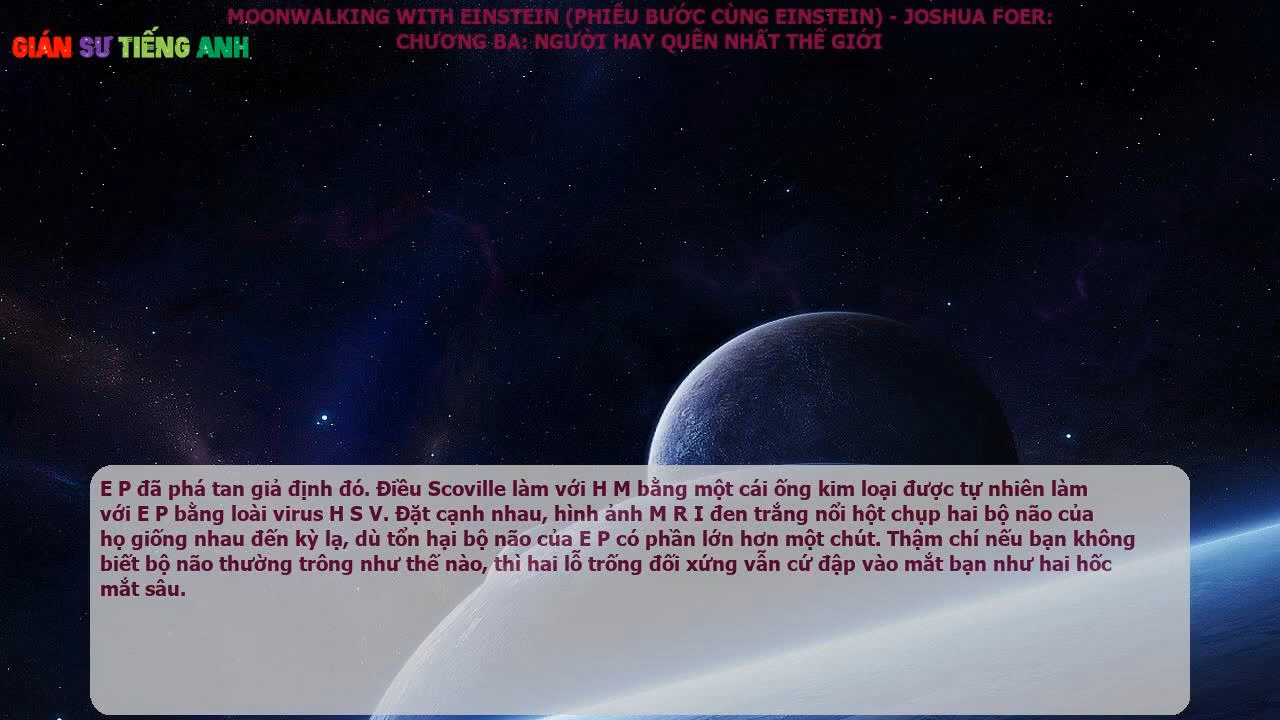 MOONWALKING WITH EINSTEIN (PHIÊU BƯỚC CÙNG EINSTEIN) - JOSHUA FOER:
CHƯƠNG BA: NGƯỜI HAY QUÊN NHẤT THẾ GIỚI
GIÁN SƯ TIẾNG ANH
E P đã phá tan giả định đó. Điều Scoville làm với H M bằng một cái ống kim loại được tự nhiên làm
với E P bằng loài virus H S V. Đặt cạnh nhau, hình ảnh M R I đen trắng nổi hột chụp hai bộ não của
họ giống nhau đến kỳ lạ, dù tổn hại bộ não của E P có phần lớn hơn một chút. Thậm chí nếu bạn không
biết bộ não thường trông như thế nào, thì hai lỗ trống đối xứng vẫn cứ đập vào mắt bạn như hai hốc
mắt sâu.